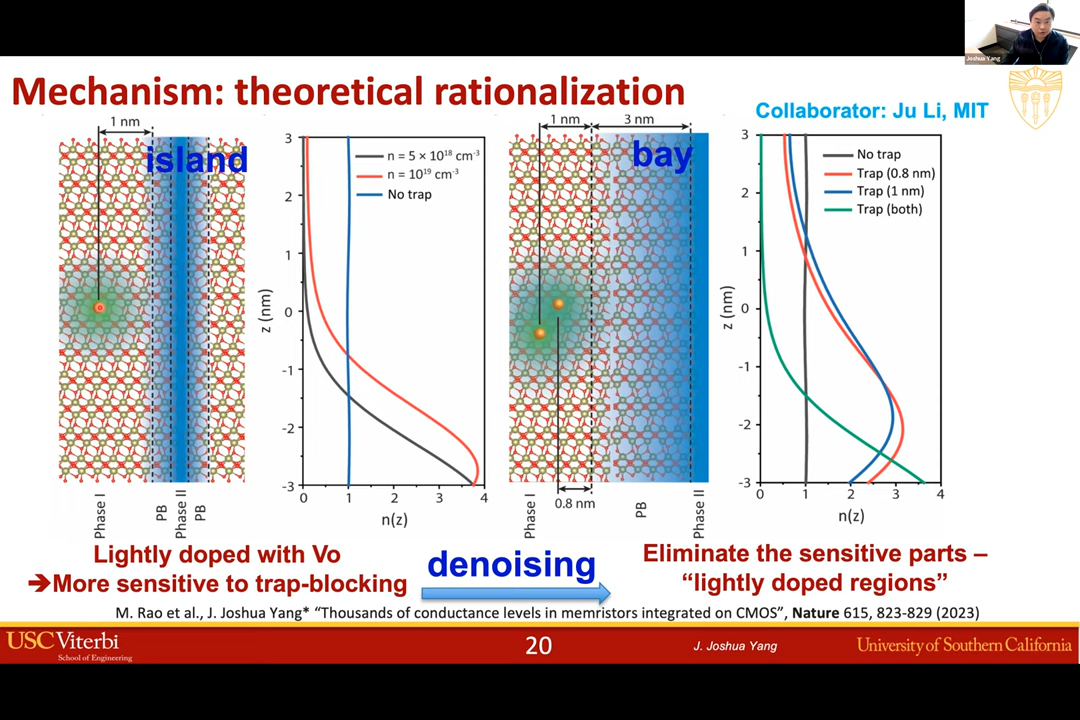 Joshua Yang
Mechanism: theoretical rationalization
Collaborator: Ju Li, MIT
1 nm
island
Phase I
PB
Phase II
PB
3
2
1
0
-1
-2
-3
z (nm)
n = 5 × 10¹⁸ cm⁻³
n = 10¹⁹ cm⁻³
No trap
0 1 2 3 4
n(z)
1 nm 3 nm
bay
0.8 nm
Phase I
PB
Phase II
3
2
1
0
-1
-2
-3
z (nm)
No trap
Trap (0.8 nm)
Trap (1 nm)
Trap (both)
0 1 2 3 4
n(z)
Lightly doped with Vo
➔More sensitive to trap-blocking
denoising
Eliminate the sensitive parts –
“lightly doped regions”
M. Rao et al., J. Joshua Yang* “Thousands of conductance levels in memristors integrated on CMOS”, Nature 615, 823-829 (2023)
USC Viterbi
School of Engineering
20
J. Joshua Yang
University of Southern California